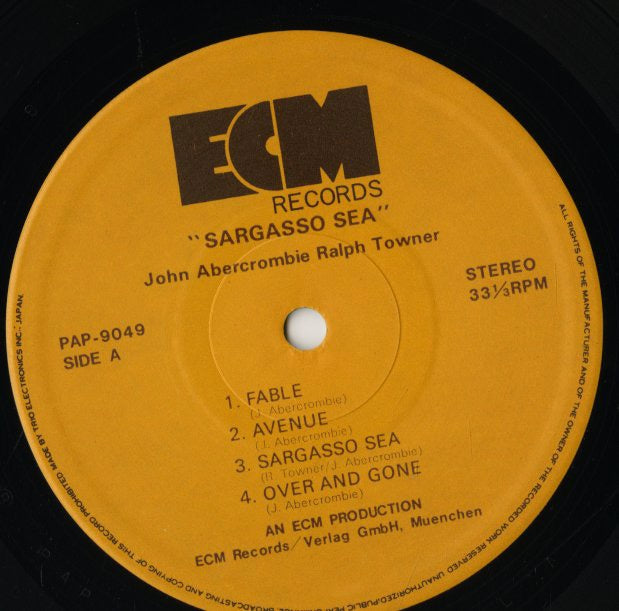 ECM
RECORDS
"SARGASSO SEA"
John Abercrombie Ralph Towner
PAP-9049
SIDE A
STEREO
33⅓RPM
1. FABLE
(J. Abercrombie)
2. AVENUE
(J. Abercrombie)
3. SARGASSO SEA
(R. Towner/J. Abercrombie)
4. OVER AND GONE
(J. Abercrombie)
AN ECM PRODUCTION
ECM Records/Verlag GmbH, Muenchen
ALL RIGHTS OF THE MANUFACTURER AND OF THE OWNER OF THE RECORDED WORK RESERVED UNAUTHORIZED/PUBLIC BROADCASTING AND COPYING OF THIS RECORD PROHIBITED MADE BY TRIO ELECTRONICS INC.: JAPAN.